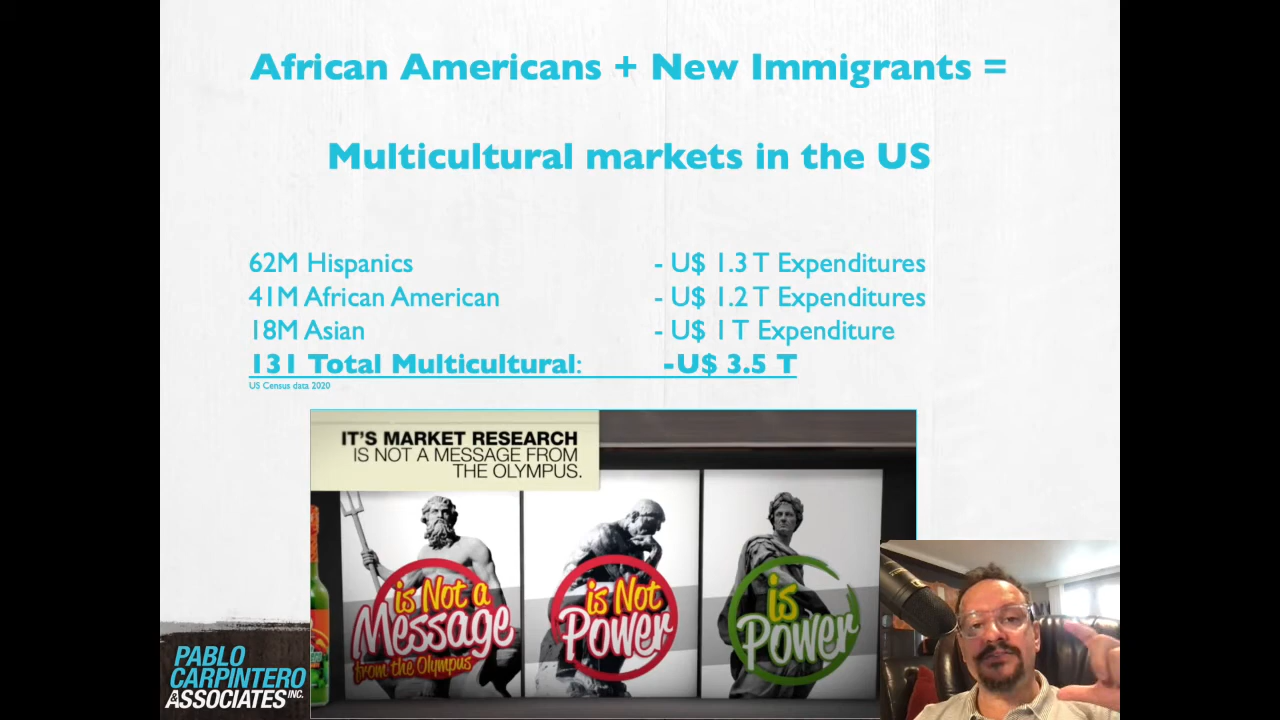 African Americans + New Immigrants =
Multicultural markets in the US
62M Hispanics - U$ 1.3 T Expenditures
41M African American - U$ 1.2 T Expenditures
18M Asian - U$ 1 T Expenditure
131 Total Multicultural: -U$ 3.5 T
US Census data 2020
IT'S MARKET RESEARCH
IS NOT A MESSAGE FROM
THE OLYMPUS.
is Not a
Message
from the Olympus
is Not
Power
is
Power
PABLO
CARPINTERO
& ASSOCIATES INC.